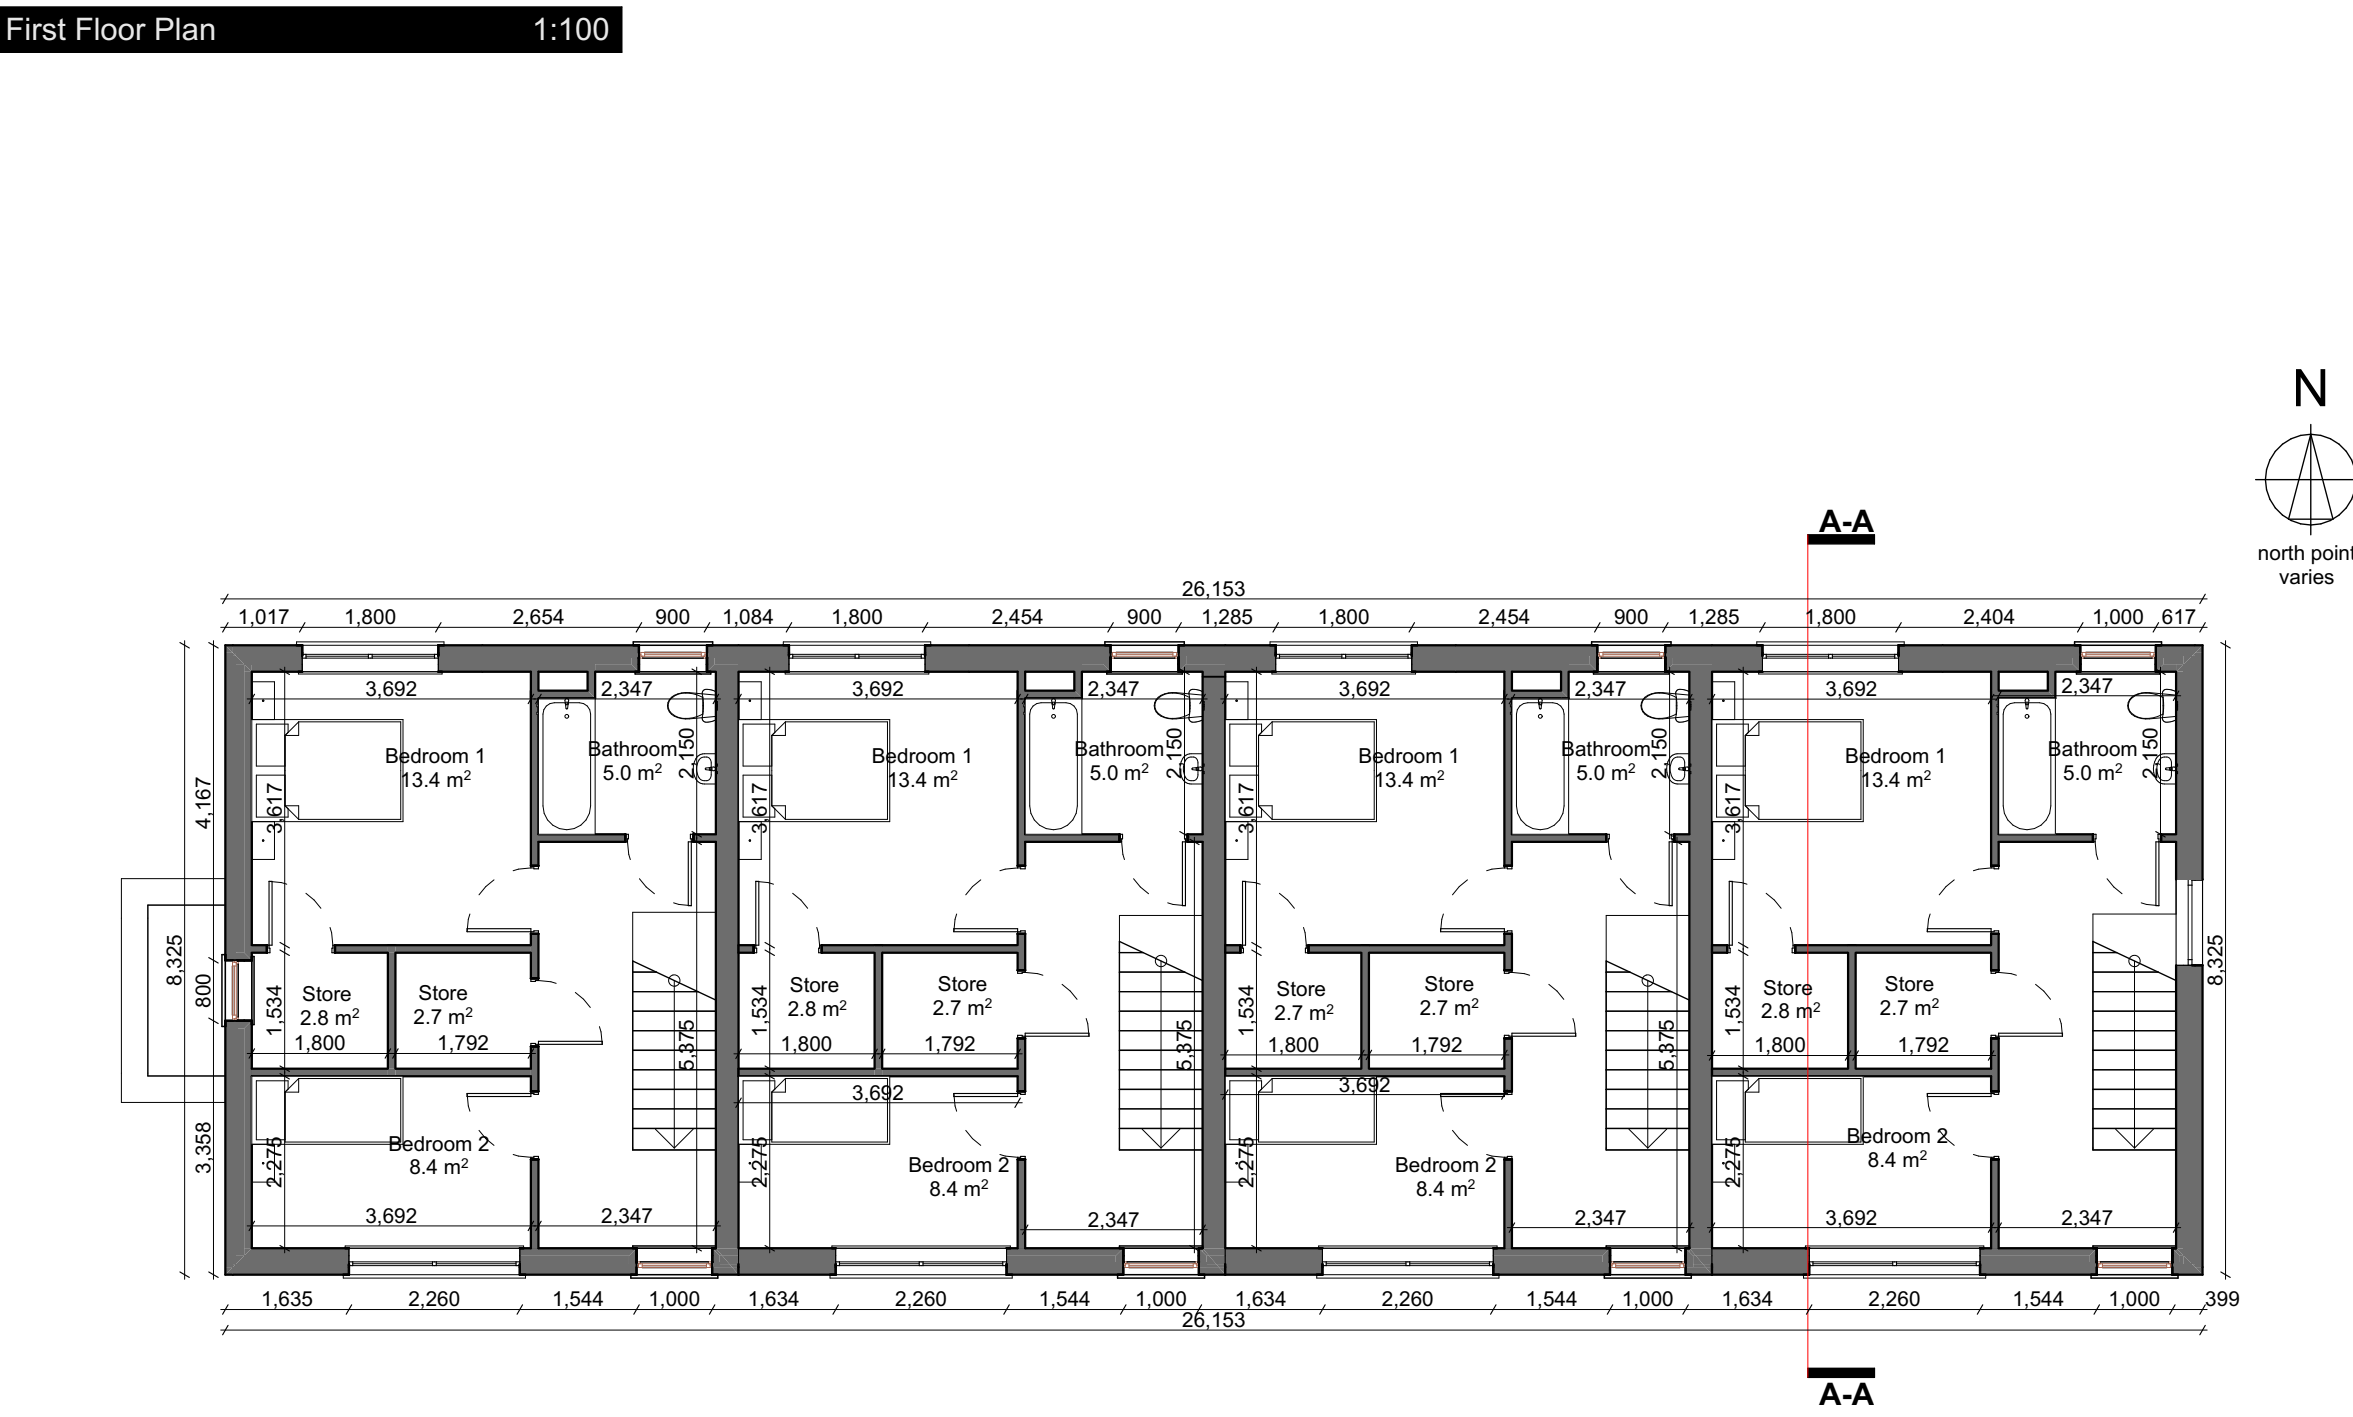 First Floor Plan 1:100
N
north point
varies
A-A
26,153
1,017 1,800 2,654 900 1,084 1,800 2,454 900 1,285 1,800 2,454 900 1,285 1,800 2,404 1,000 617
3,692 2,347 3,692 2,347 3,692 2,347 3,692 2,347
Bedroom 1 Bathroom Bedroom 1 Bathroom Bedroom 1 Bathroom Bedroom 1 Bathroom
13.4 m² 5.0 m² 13.4 m² 5.0 m² 13.4 m² 5.0 m² 13.4 m² 5.0 m²
2,150 2,150 2,150 2,150
4,167 3,617 3,617 3,617 3,617
8,325 800 8,325
1,534 1,534 1,534 1,534
Store Store Store Store Store Store Store Store
2.8 m² 2.7 m² 2.8 m² 2.7 m² 2.7 m² 2.7 m² 2.8 m² 2.7 m²
1,800 1,792 1,800 1,792 1,800 1,792 1,800 1,792
5,375 5,375 5,375
3,692 3,692
3,358 2,275 2,275 2,275 2,275
Bedroom 2 Bedroom 2 Bedroom 2 Bedroom 2
8.4 m² 8.4 m² 8.4 m² 8.4 m²
3,692 2,347 2,347 2,347 3,692 2,347
1,635 2,260 1,544 1,000 1,634 2,260 1,544 1,000 1,634 2,260 1,544 1,000 1,634 2,260 1,544 1,000 399
26,153
A-A